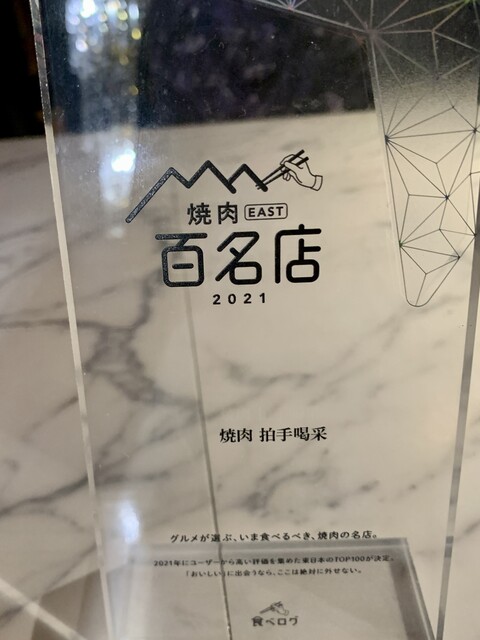 焼肉 EAST
百名店
2021
焼肉 拍手喝采
グルメが選ぶ、いま食べるべき、焼肉の名店。
2021年にユーザーから高い評価を集めた東日本のTOP100が決定。
「おいしい」に出会うなら、ここは絶対に外せない。
食べログ